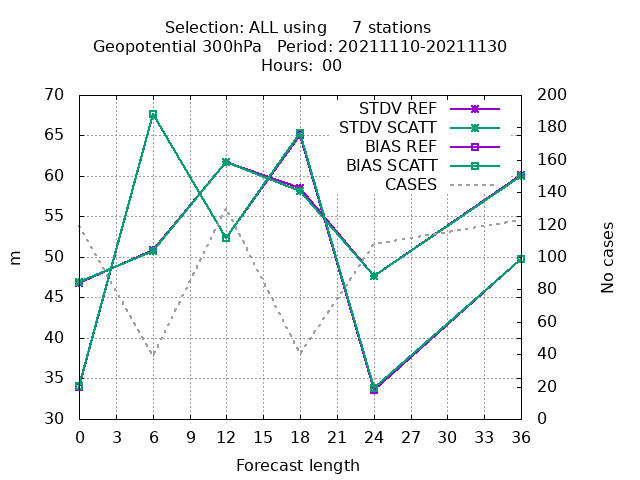 Selection: ALL using 7 stations
Geopotential 300hPa Period: 20211110-20211130
Hours: 00
70 200
STDV REF
65 180
STDV SCATT
BIAS REF
60 160
BIAS SCATT
CASES
140
55 120
50 100
45 80
40 60
40
35 20
30 0
m
No cases
0 3 6 9 12 15 18 21 24 27 30 33 36
Forecast length